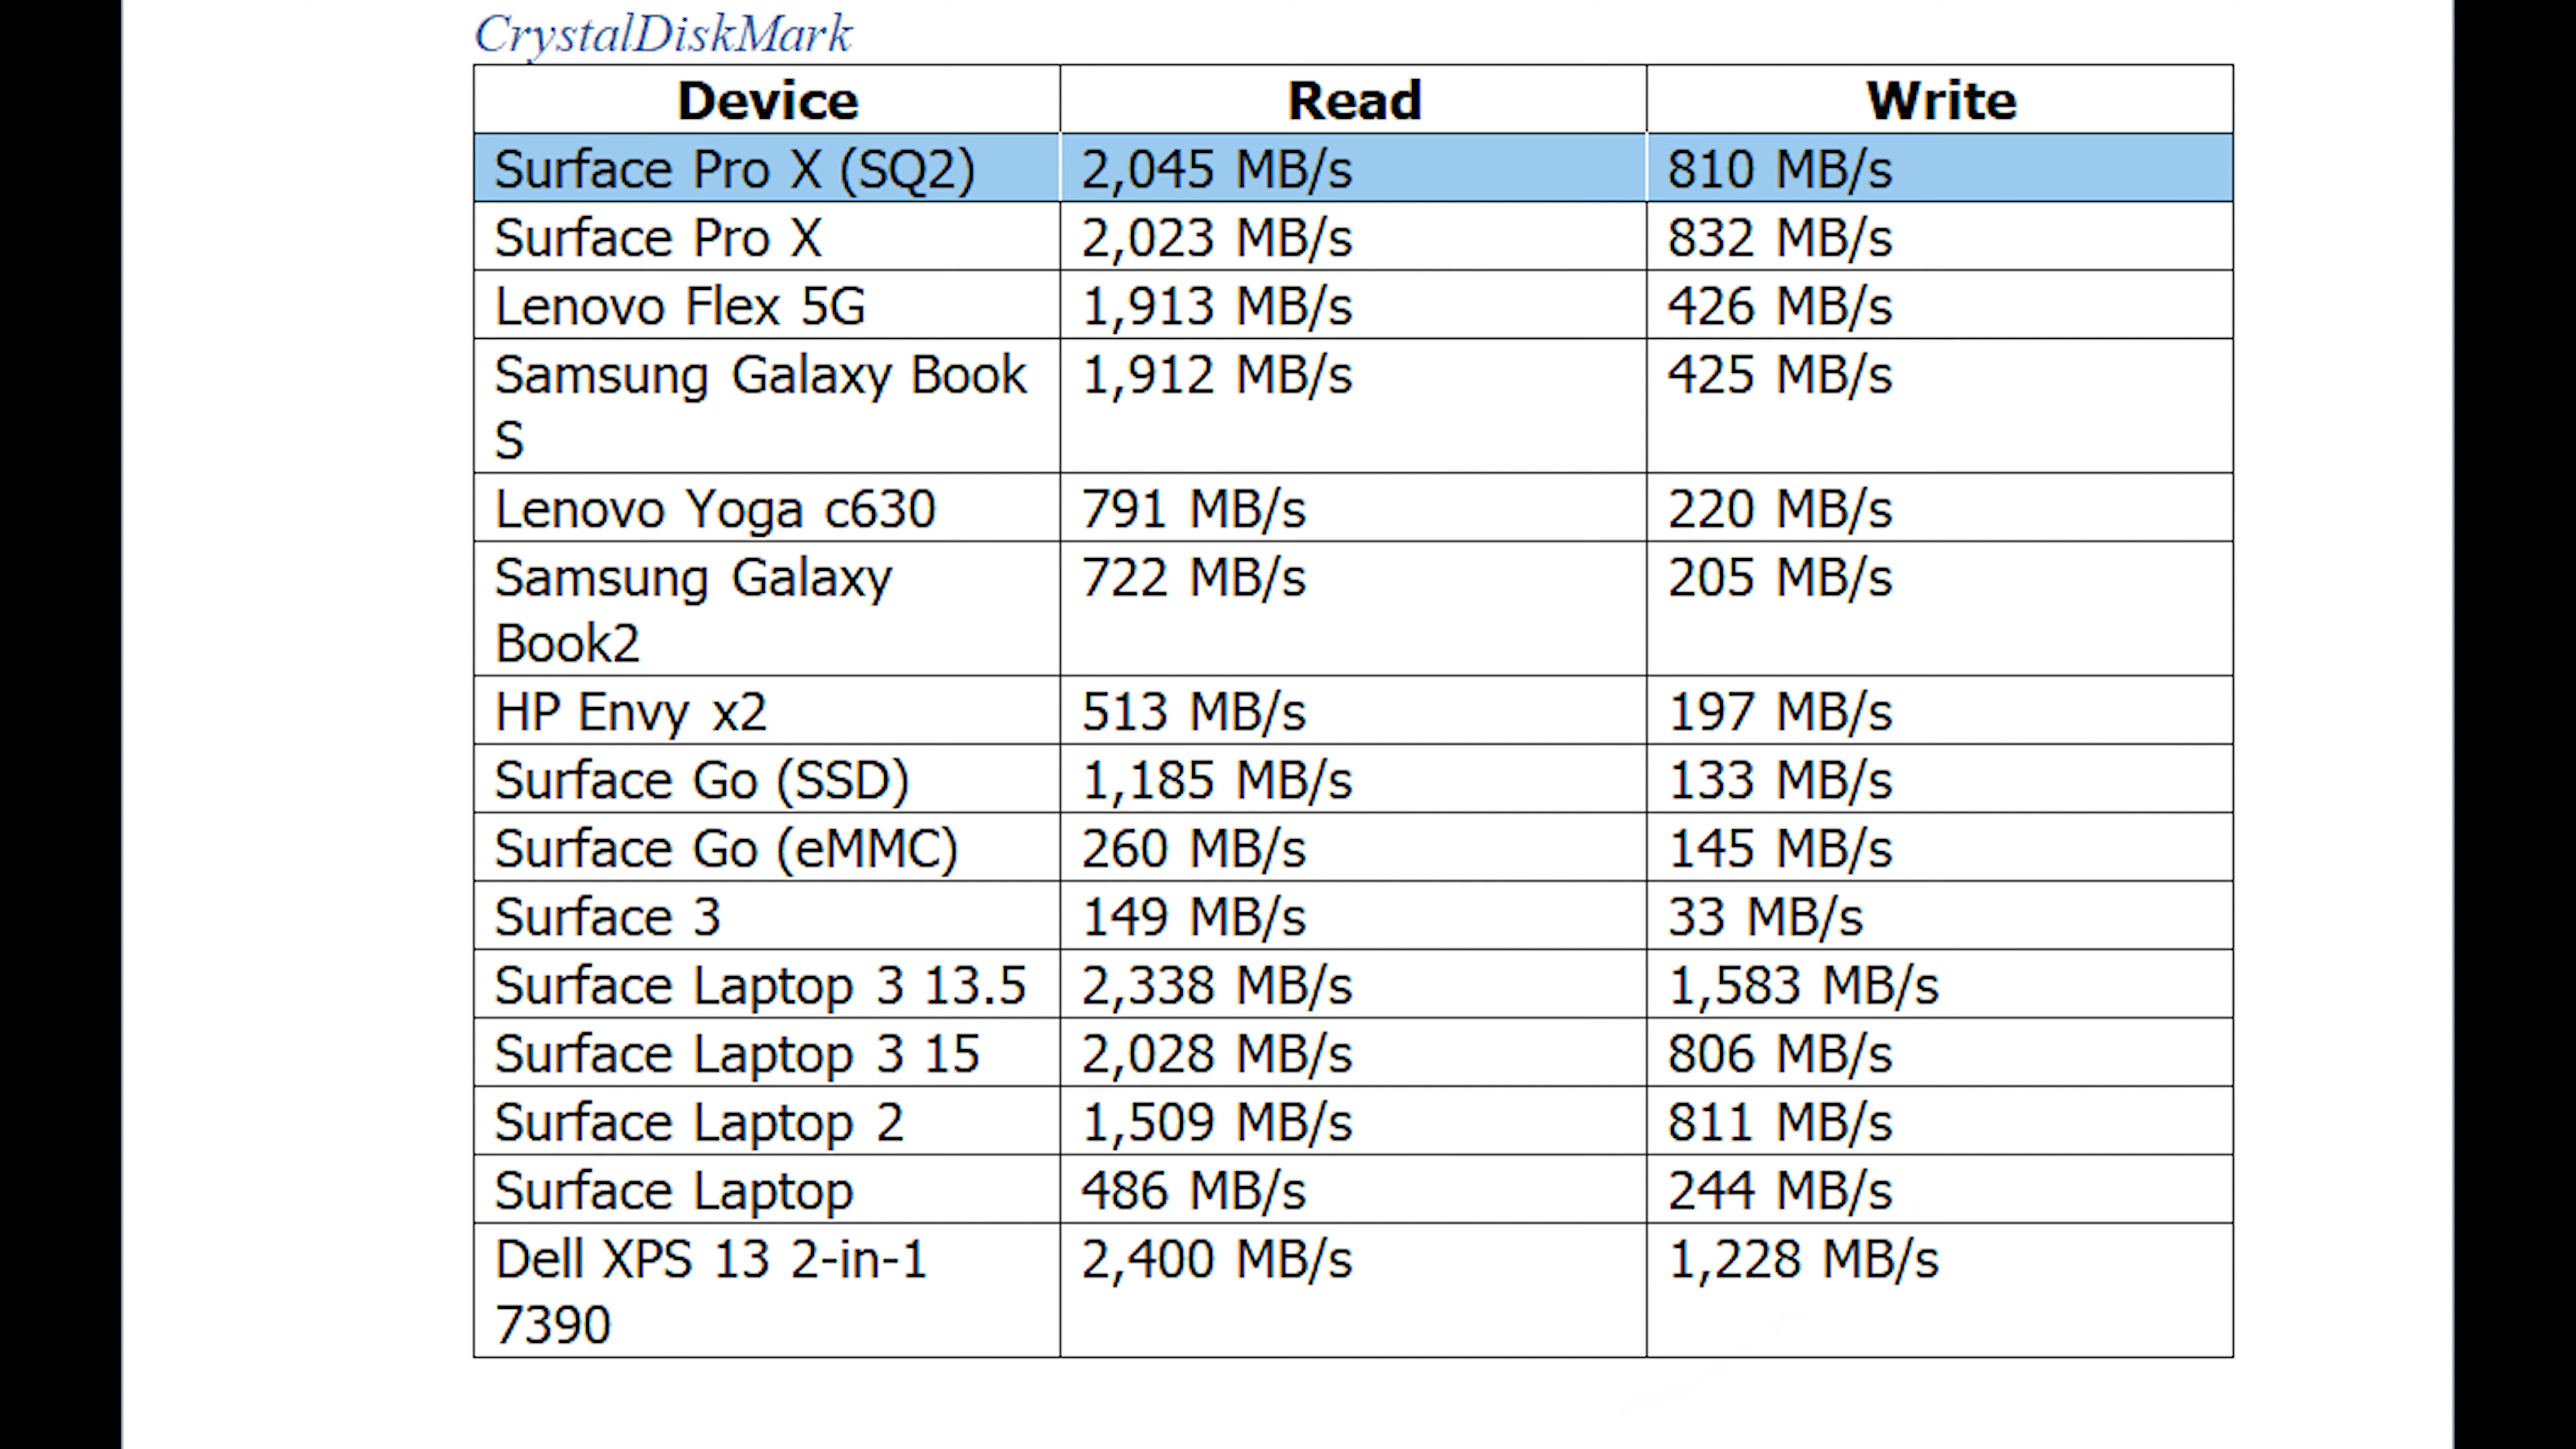 CrystalDiskMark
Device Read Write
Surface Pro X (SQ2) 2,045 MB/s 810 MB/s
Surface Pro X 2,023 MB/s 832 MB/s
Lenovo Flex 5G 1,913 MB/s 426 MB/s
Samsung Galaxy Book 1,912 MB/s 425 MB/s
S
Lenovo Yoga c630 791 MB/s 220 MB/s
Samsung Galaxy 722 MB/s 205 MB/s
Book2
HP Envy x2 513 MB/s 197 MB/s
Surface Go (SSD) 1,185 MB/s 133 MB/s
Surface Go (eMMC) 260 MB/s 145 MB/s
Surface 3 149 MB/s 33 MB/s
Surface Laptop 3 13.5 2,338 MB/s 1,583 MB/s
Surface Laptop 3 15 2,028 MB/s 806 MB/s
Surface Laptop 2 1,509 MB/s 811 MB/s
Surface Laptop 486 MB/s 244 MB/s
Dell XPS 13 2-in-1 2,400 MB/s 1,228 MB/s
7390